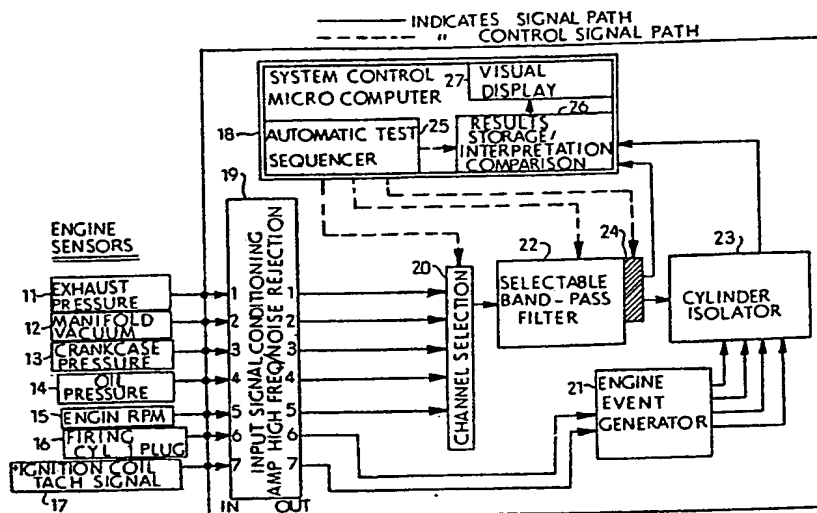 INDICATES SIGNAL PATH
" CONTROL SIGNAL PATH
SYSTEM CONTROL
MICRO COMPUTER
27
VISUAL
DISPLAY
18
AUTOMATIC TEST
SEQUENCER
25
26
RESULTS
STORAGE/
INTERPRETATION
COMPARISON
19
ENGINE
SENSORS
11
EXHAUST
PRESSURE
12
MANIFOLD
VACUUM
13
CRANKCASE
PRESSURE
14
OIL
PRESSURE
15
ENGIN RPM
16
FIRING
CYL 1 PLUG
*IGNITION COIL
TACH SIGNAL
17
1
2
3
4
5
6
7
INPUT SIGNAL CONDITIONING
AMP HIGH FREQ/NOISE REJECTION
1
2
3
4
5
6
7
IN
OUT
20
CHANNEL SELECTION
22
SELECTABLE
BAND-PASS
FILTER
24
23
CYLINDER
ISOLATOR
21
ENGINE
EVENT
GENERATOR